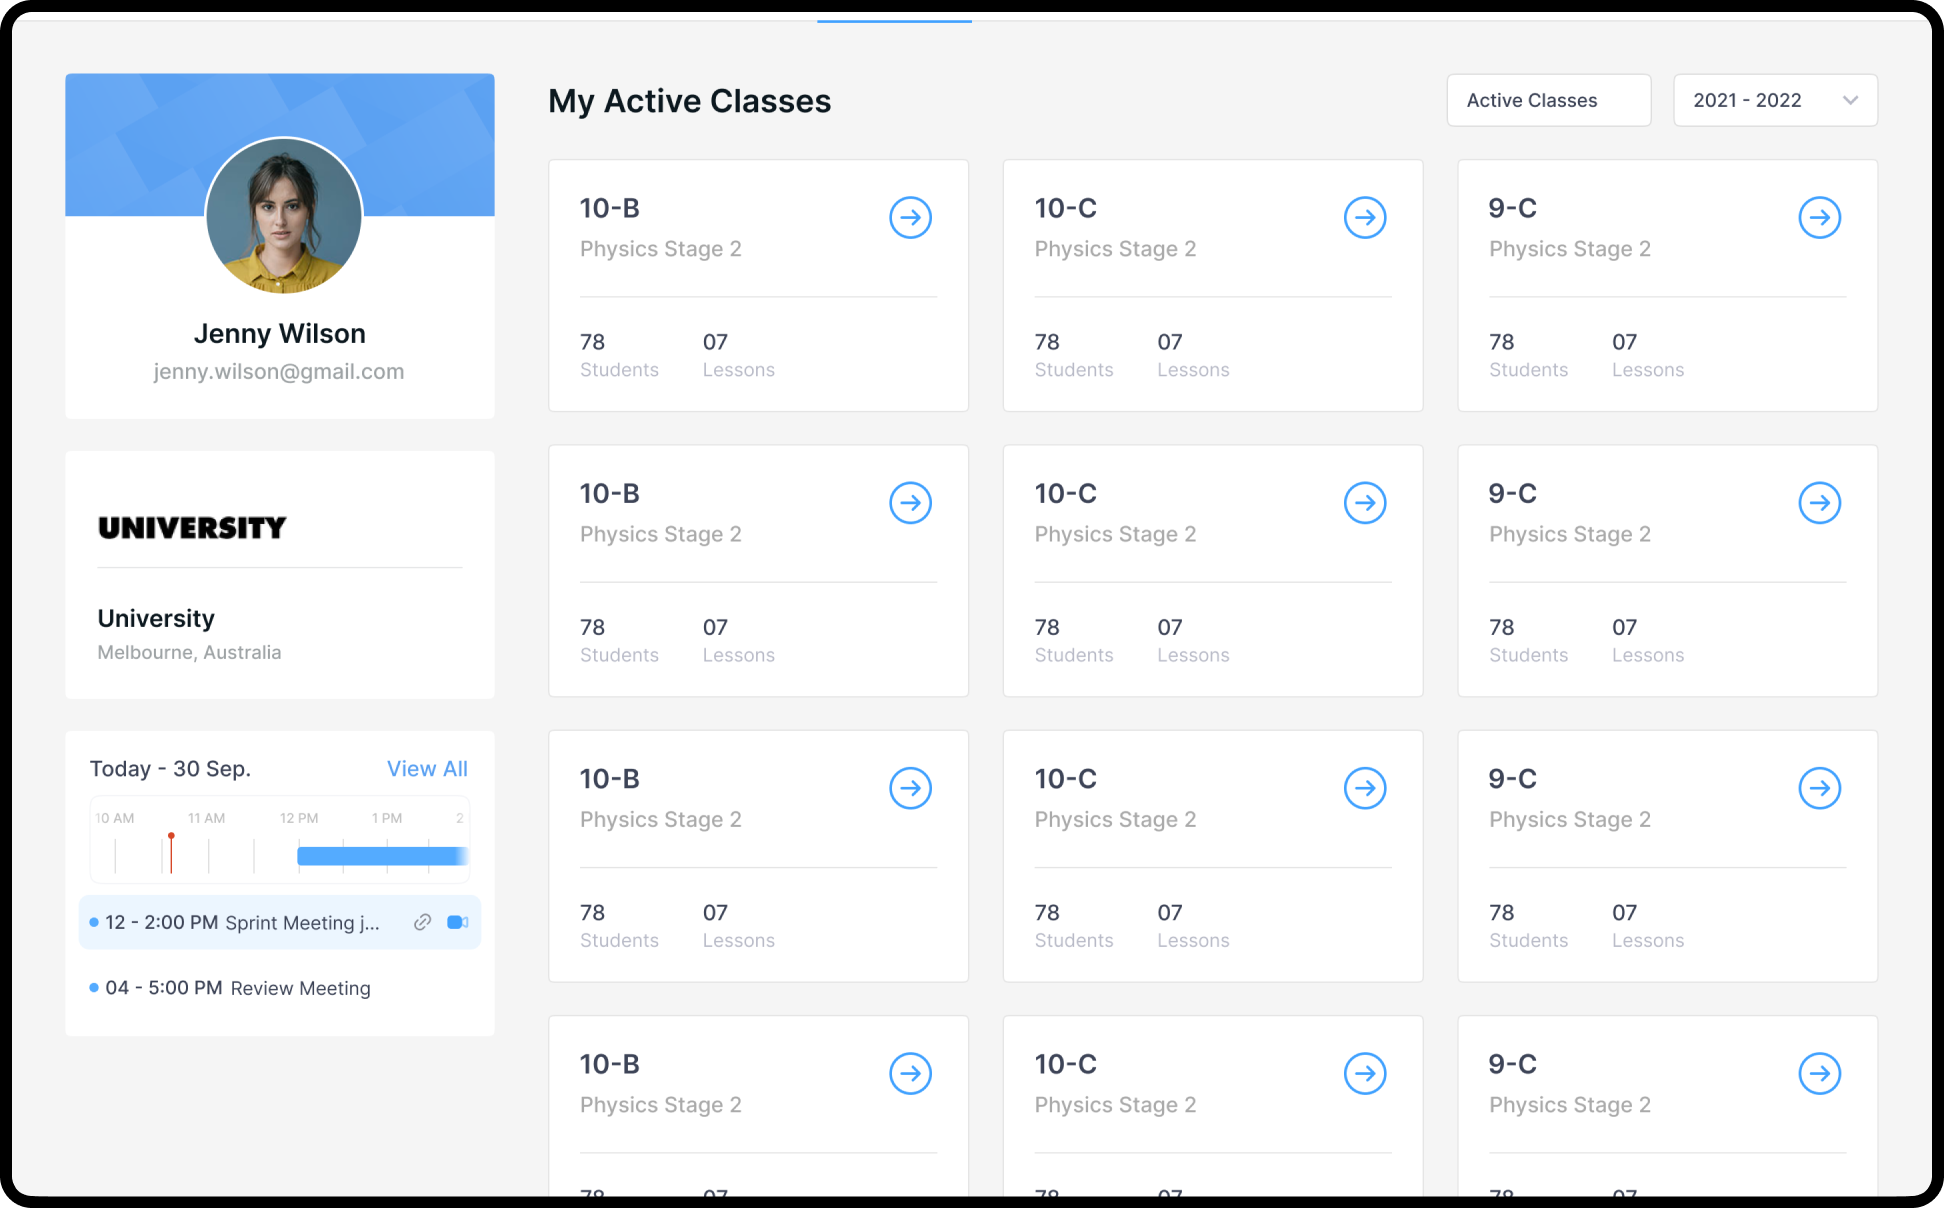 My Active Classes
Active Classes
2021 - 2022
Jenny Wilson
jenny.wilson@gmail.com
UNIVERSITY
University
Melbourne, Australia
Today - 30 Sep.
View All
10 AM 11 AM 12 PM 1 PM 2
12 - 2:00 PM Sprint Meeting j...
04 - 5:00 PM Review Meeting
10-B
Physics Stage 2
78 07
Students Lessons
10-C
Physics Stage 2
78 07
Students Lessons
9-C
Physics Stage 2
78 07
Students Lessons
10-B
Physics Stage 2
78 07
Students Lessons
10-C
Physics Stage 2
78 07
Students Lessons
9-C
Physics Stage 2
78 07
Students Lessons
10-B
Physics Stage 2
78 07
Students Lessons
10-C
Physics Stage 2
78 07
Students Lessons
9-C
Physics Stage 2
78 07
Students Lessons
10-B
Physics Stage 2
10-C
Physics Stage 2
9-C
Physics Stage 2